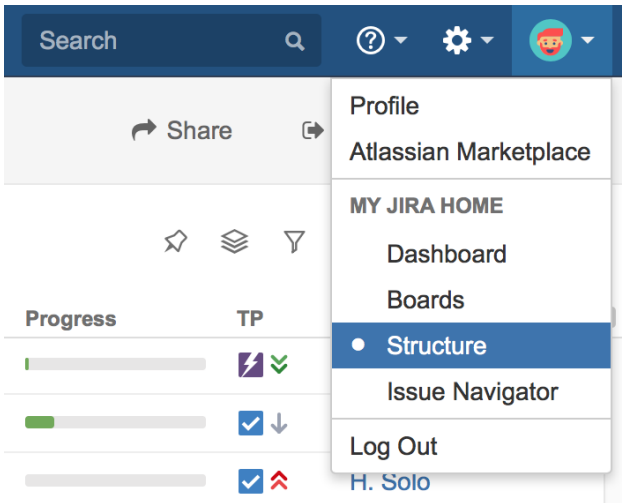 Search
Share
Profile
Atlassian Marketplace
MY JIRA HOME
Dashboard
Boards
Structure
Issue Navigator
Log Out
Progress TP
H. Solo